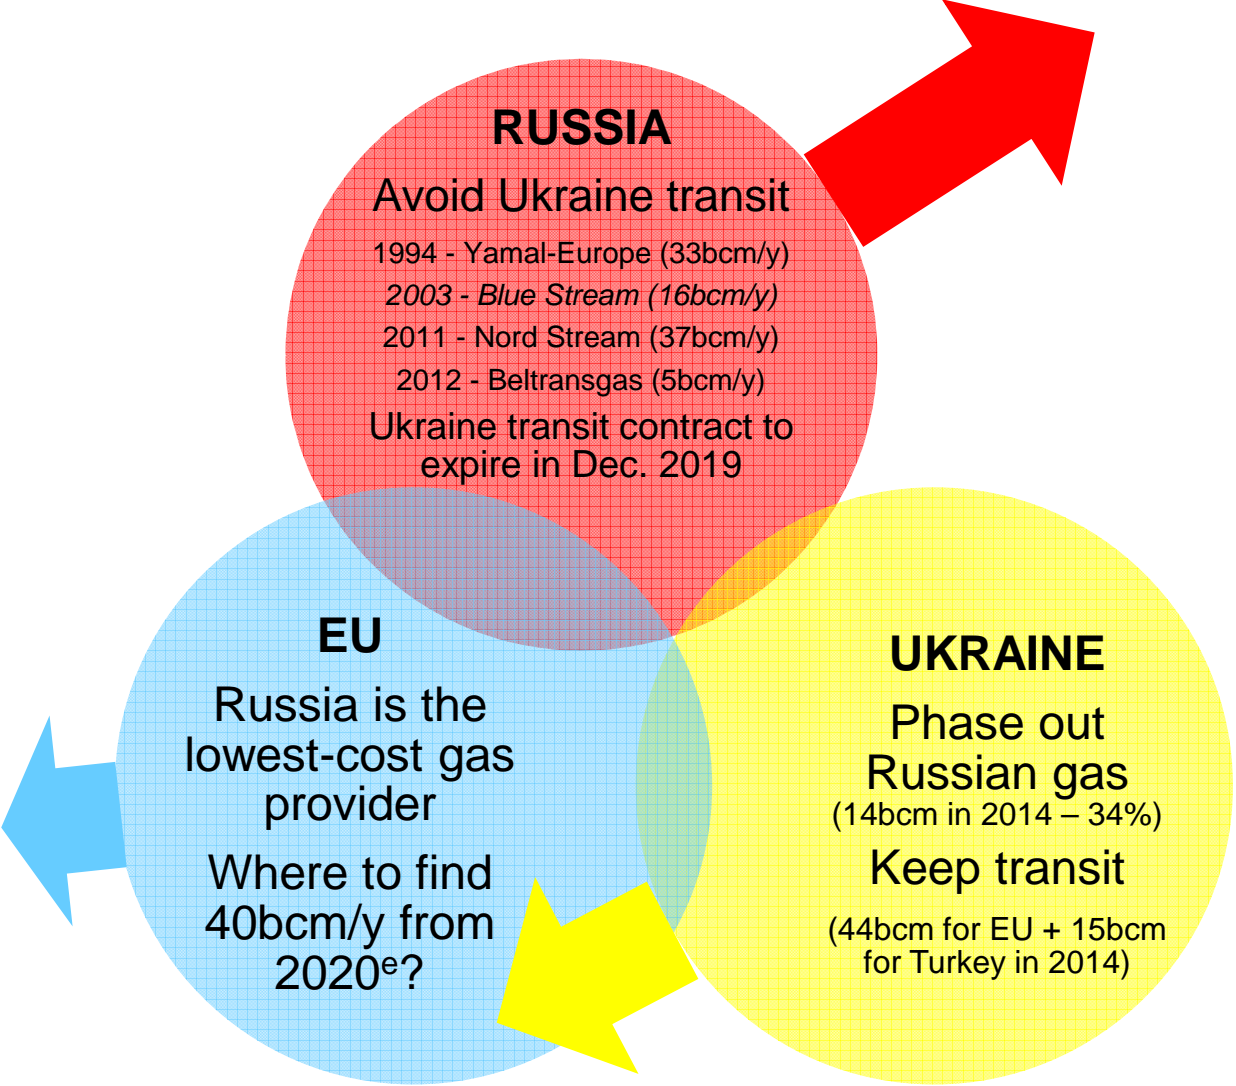 RUSSIA
Avoid Ukraine transit
1994 - Yamal-Europe (33bcm/y)
2003 - Blue Stream (16bcm/y)
2011 - Nord Stream (37bcm/y)
2012 - Beltransgas (5bcm/y)
Ukraine transit contract to
expire in Dec. 2019
EU
Russia is the
lowest-cost gas
provider
Where to find
40bcm/y from
2020ᵉ?
UKRAINE
Phase out
Russian gas
(14bcm in 2014 – 34%)
Keep transit
(44bcm for EU + 15bcm
for Turkey in 2014)